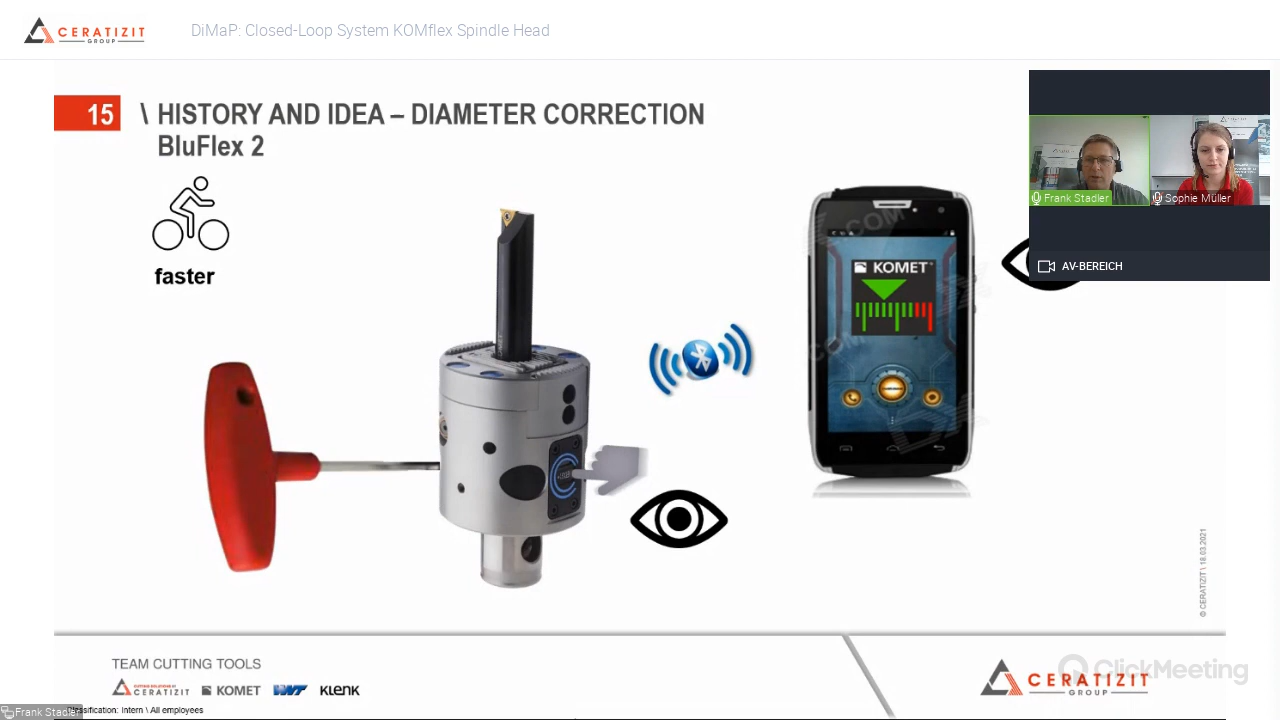 CERATIZIT
GROUP
DiMaP: Closed-Loop System KOMflex Spindle Head
15 \ HISTORY AND IDEA – DIAMETER CORRECTION
BluFlex 2
faster
KOMET
Frank Stadler
Sophie Müller
AV-BEREICH
© CERATIZIT \ 18.03.2021
TEAM CUTTING TOOLS
CERATIZIT KOMET WNT KLENK
CERATIZIT
GROUP
ClickMeeting
Frank Stadler
Classification: Intern \ All employees